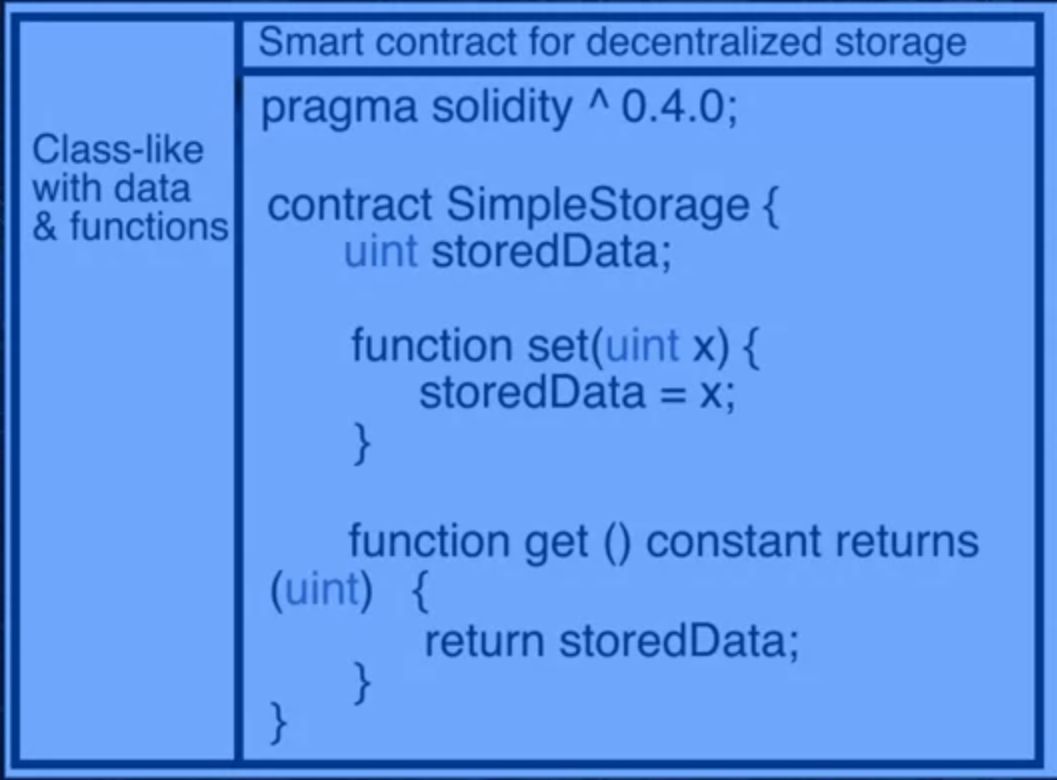 Smart contract for decentralized storage
Class-like
with data
& functions
pragma solidity ^ 0.4.0;
contract SimpleStorage {
uint storedData;
function set(uint x) {
storedData = x;
}
function get () constant returns
(uint) {
return storedData;
}
}